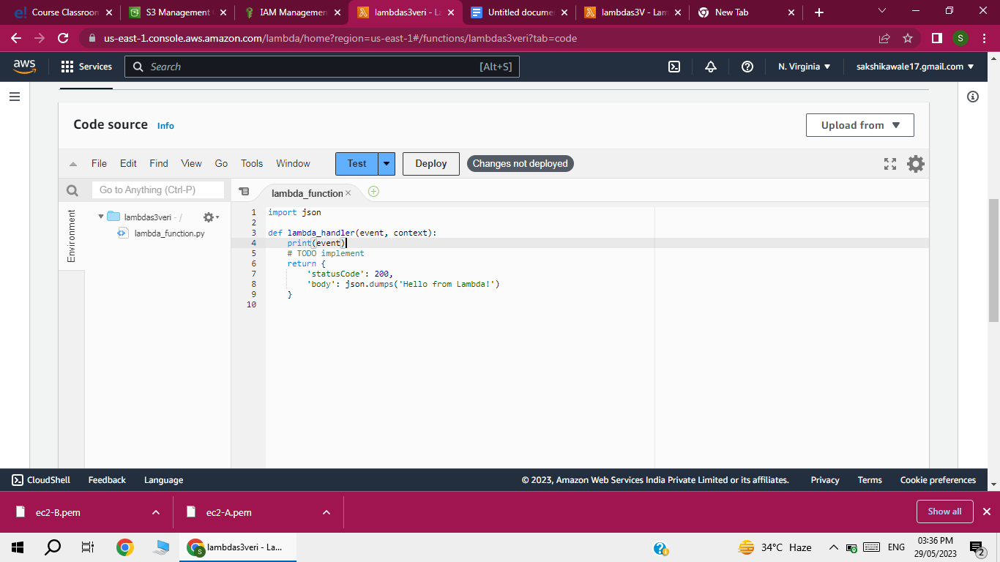 Course Classroom
S3 Management
IAM Managemen
lambdas3veri - La
Untitled docume
lambdas3V - Lam
New Tab
us-east-1.console.aws.amazon.com/lambda/home?region=us-east-1#/functions/lambdas3veri?tab=code
S
aws
Services
Search
[Alt+S]
N. Virginia
sakshikawale17.gmail.com
Code source
Info
Upload from
File
Edit
Find
View
Go
Tools
Window
Test
Deploy
Changes not deployed
Go to Anything (Ctrl-P)
lambda_function
Environment
lambdas3veri - /
lambda_function.py
1 import json
2
3 def lambda_handler(event, context):
4 print(event)
5 # TODO implement
6 return {
7 'statusCode': 200,
8 'body': json.dumps('Hello from Lambda!')
9 }
10
CloudShell
Feedback
Language
© 2023, Amazon Web Services India Private Limited or its affiliates.
Privacy
Terms
Cookie preferences
ec2-B.pem
ec2-A.pem
Show all
lambdas3veri - La...
34°C Haze
ENG
03:36 PM
29/05/2023
2